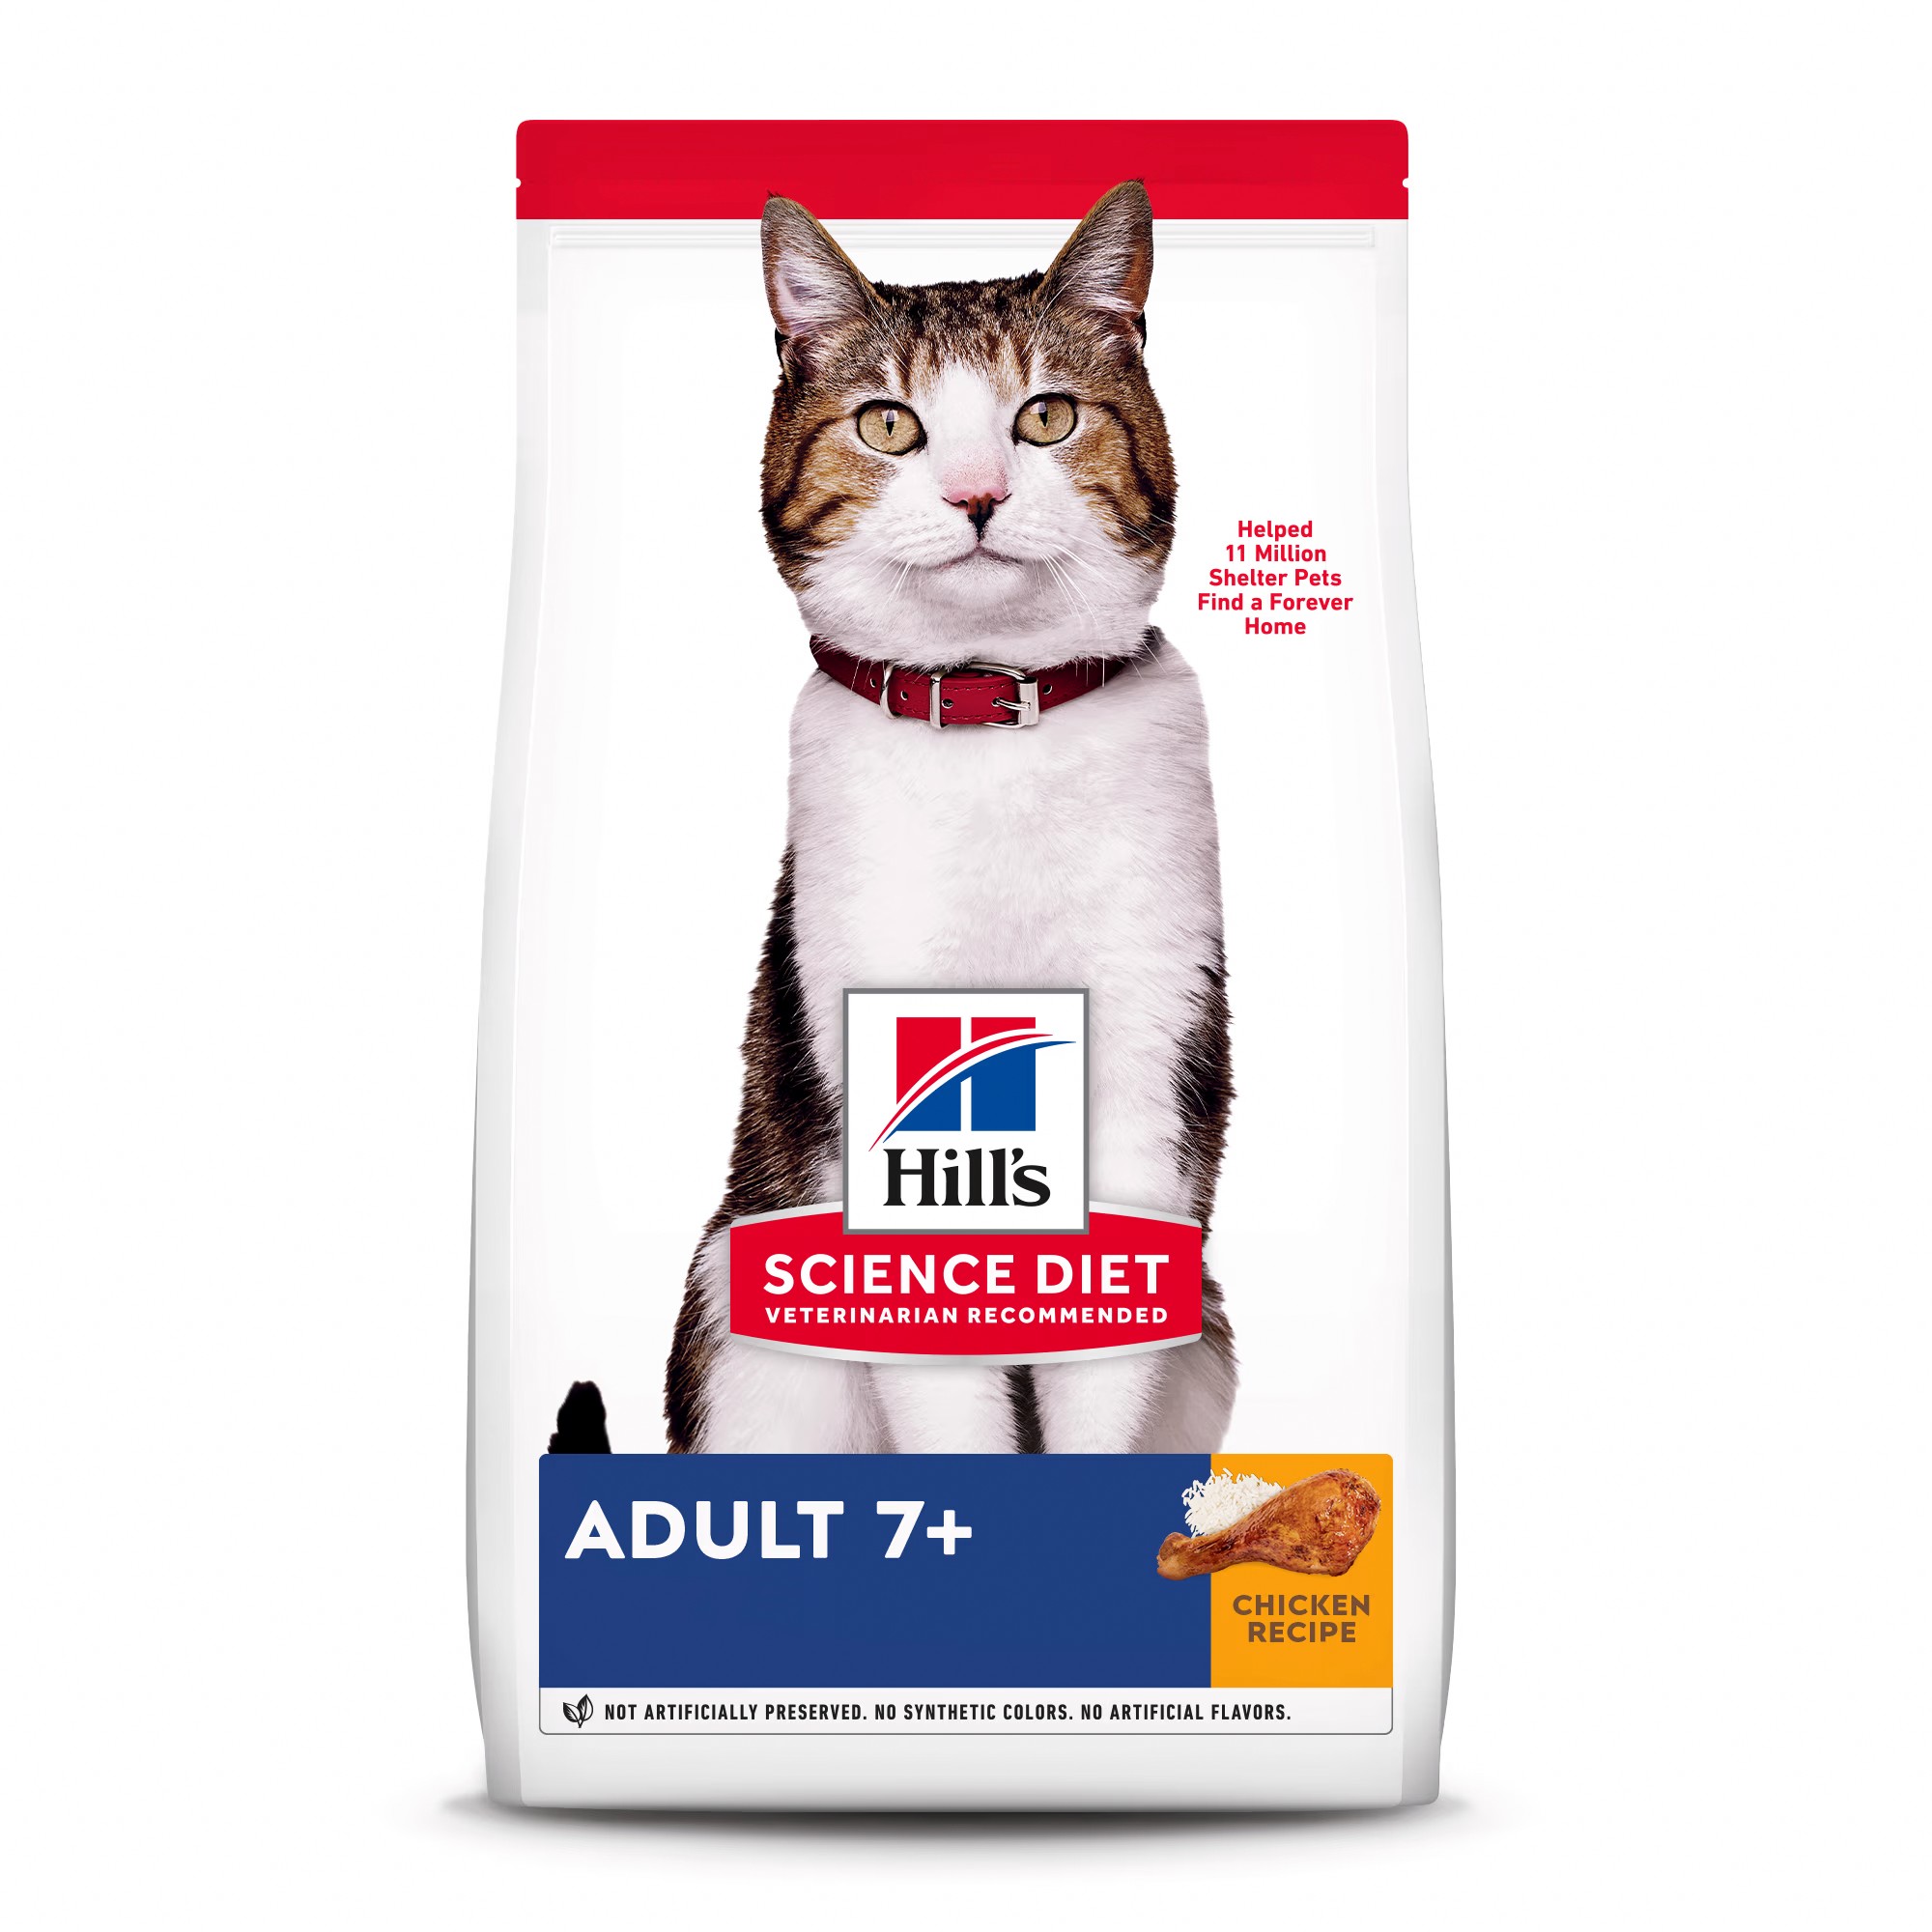 Helped
11 Million
Shelter Pets
Find a Forever
Home
Hill's
SCIENCE DIET
VETERINARIAN RECOMMENDED
ADULT 7+
CHICKEN
RECIPE
NOT ARTIFICIALLY PRESERVED. NO SYNTHETIC COLORS. NO ARTIFICIAL FLAVORS.